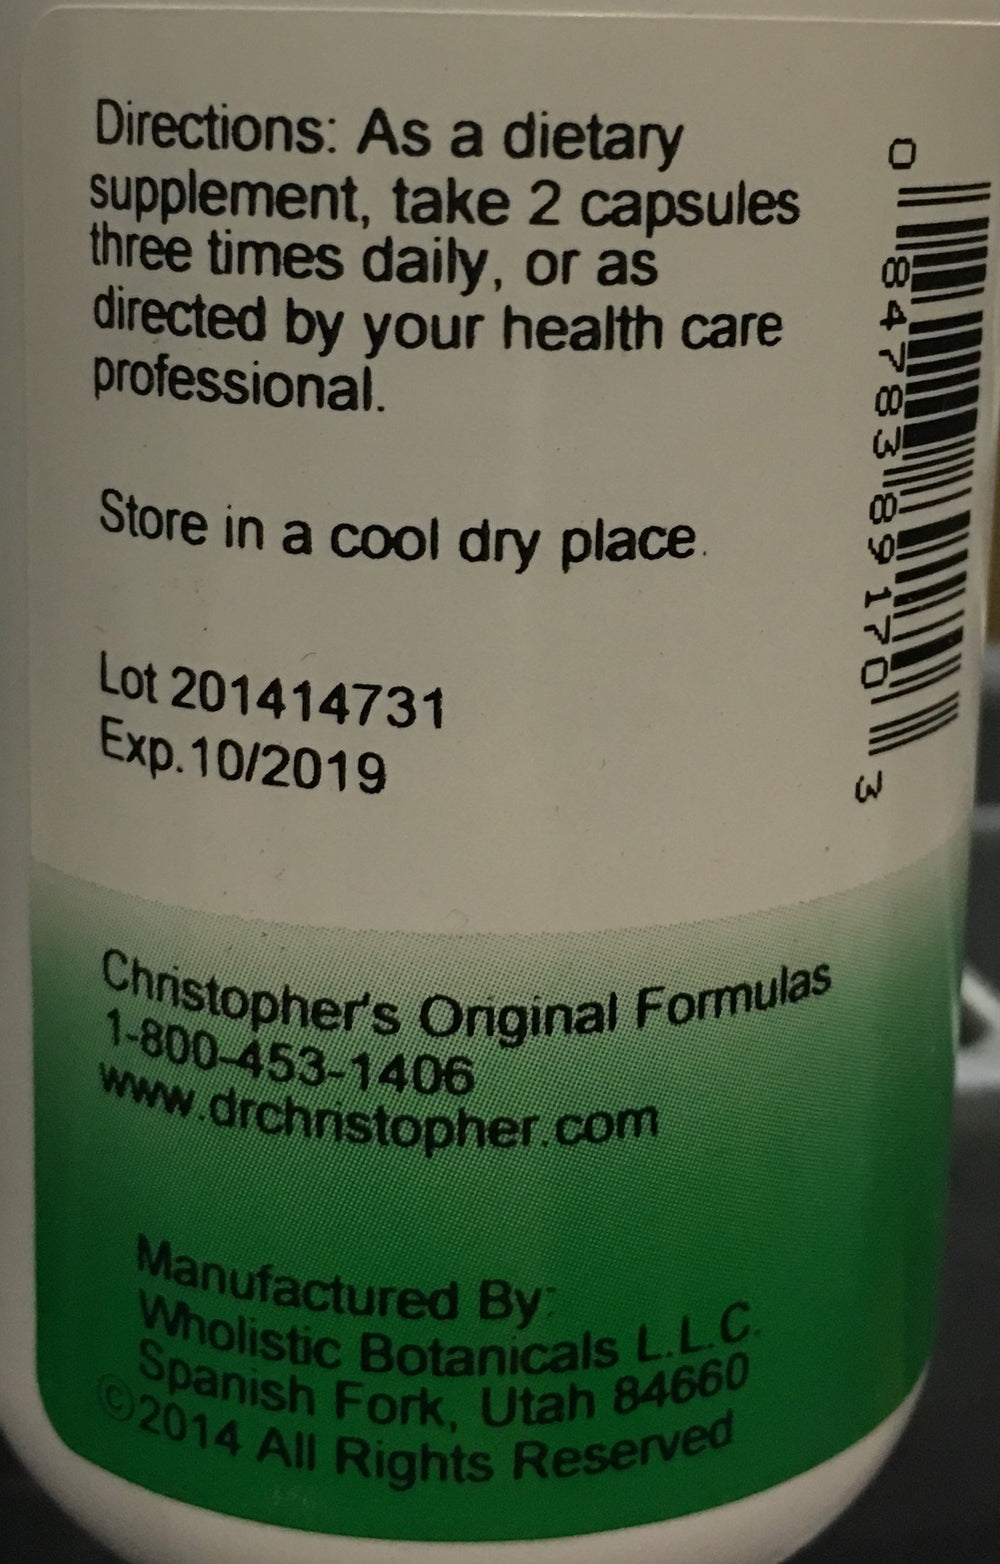 Directions: As a dietary
supplement, take 2 capsules
three times daily, or as
directed by your health care
professional.
Store in a cool dry place.
Lot 201414731
Exp.10/2019
Christopher's Original Formulas
1-800-453-1406
www.drchristopher.com
Manufactured By:
Wholistic Botanicals L.L.C.
Spanish Fork, Utah 84660
©2014 All Rights Reserved
0 84783 89170 3